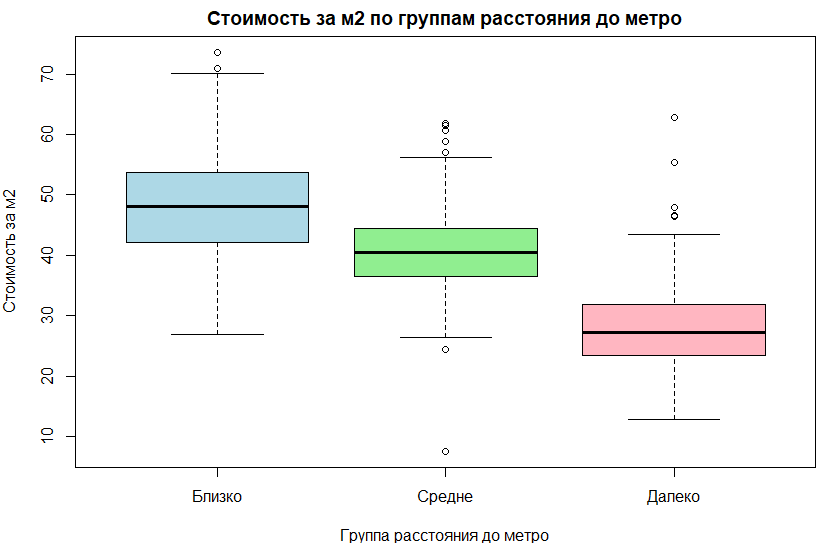 Стоимость за м2 по группам расстояния до метро
Стоимость за м2
70
60
50
40
30
20
10
Близко Средне Далеко
Группа расстояния до метро